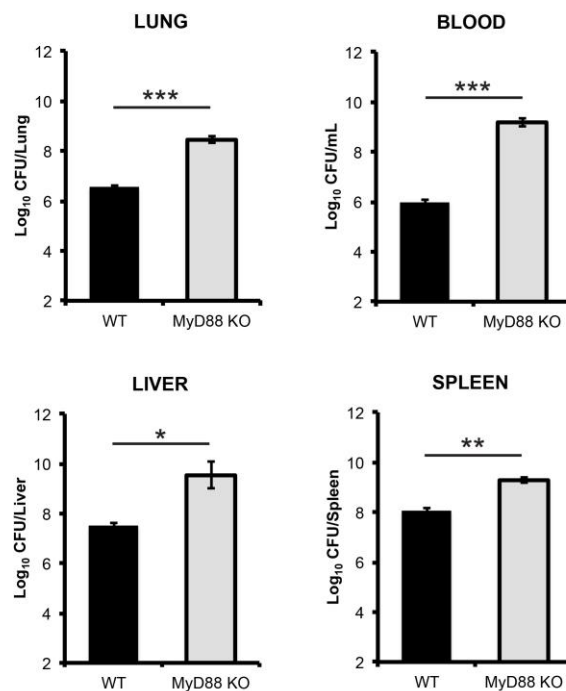 LUNG
Log10 CFU/Lung
12
10
8
6
4
2
***
WT
MyD88 KO
BLOOD
Log10 CFU/mL
12
10
8
6
4
2
***
WT
MyD88 KO
LIVER
Log10 CFU/Liver
12
10
8
6
4
2
*
WT
MyD88 KO
SPLEEN
Log10 CFU/Spleen
12
10
8
6
4
2
**
WT
MyD88 KO